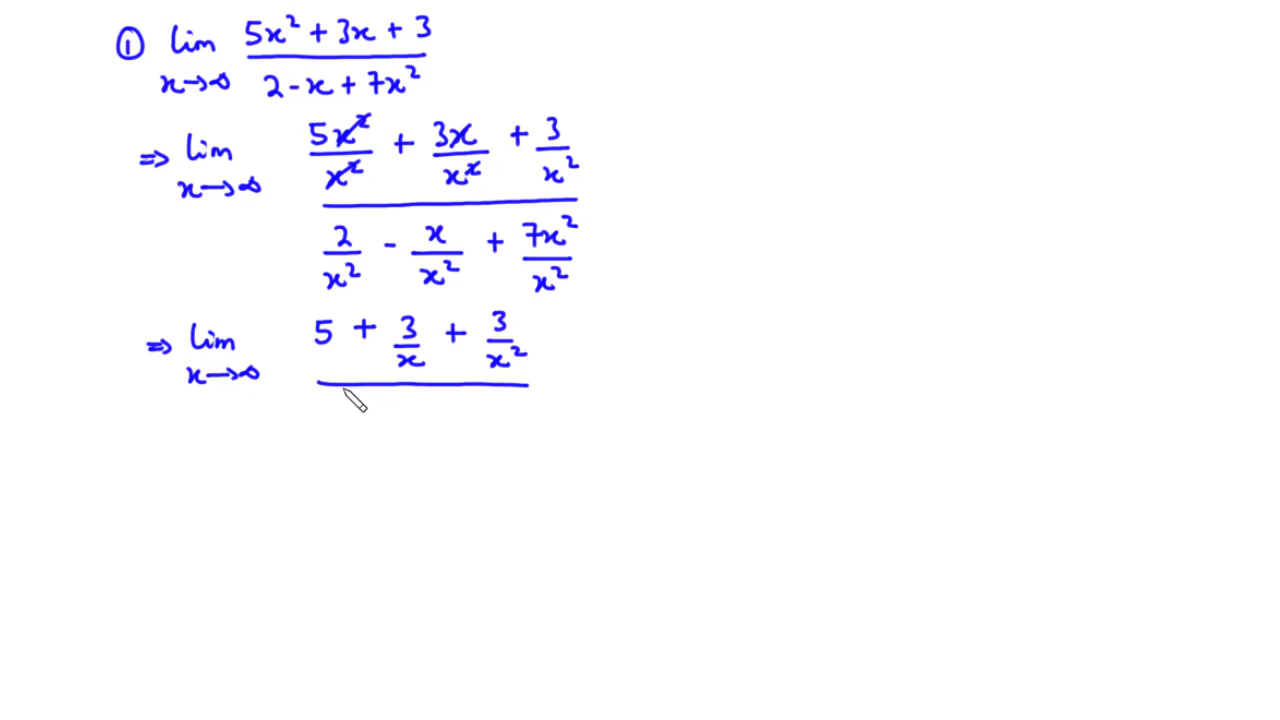 ① lim 5x² + 3x + 3
x→∞ 2 - x + 7x²
⇒ lim 5x²/x² + 3x/x² + 3/x²
x→∞ 2/x² - x/x² + 7x²/x²
⇒ lim 5 + 3/x + 3/x²
x→∞